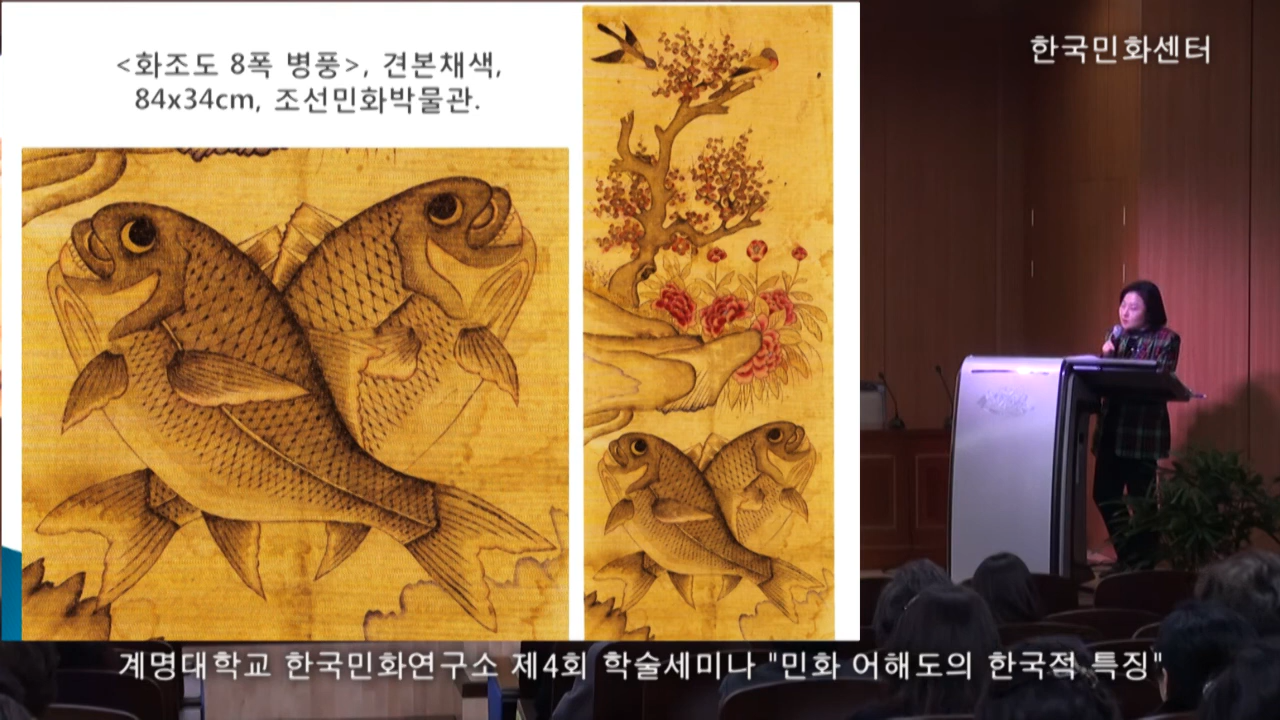 <화조도 8폭 병풍>, 견본채색,
84x34cm, 조선민화박물관.
한국민화센터
계명대학교 한국민화연구소 제4회 학술세미나 "민화 어해도의 한국적 특징"